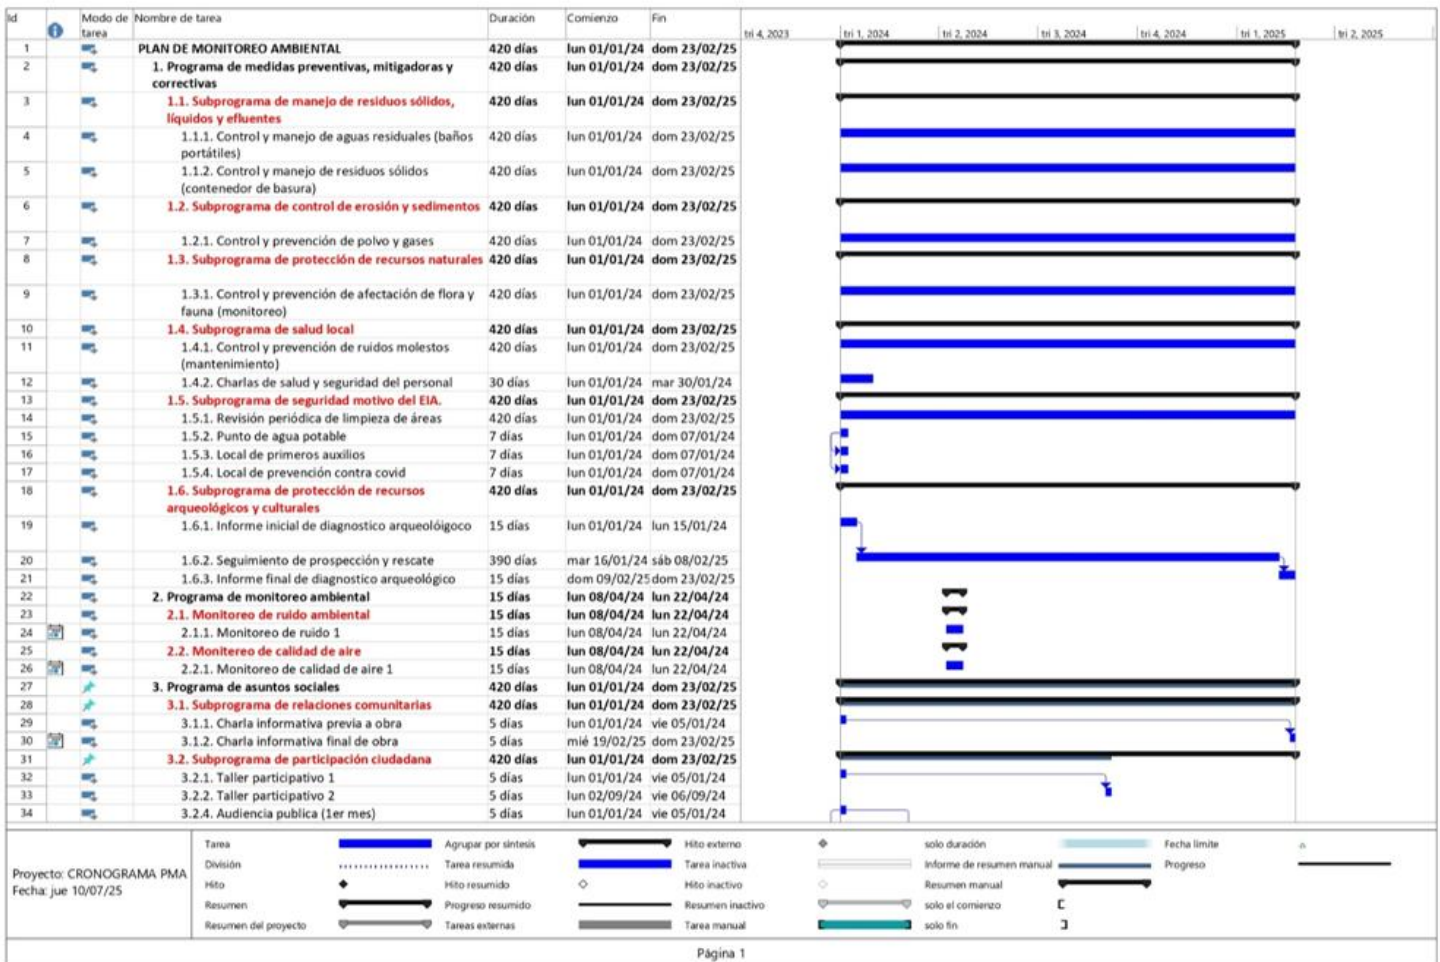 Id Modo de tarea Nombre de tarea Duración Comienzo Fin tri 4, 2023 tri 1, 2024 tri 2, 2024 tri 3, 2024 tri 4, 2024 tri 1, 2025 tri 2, 2025
1 PLAN DE MONITOREO AMBIENTAL 420 días lun 01/01/24 dom 23/02/25
2 1. Programa de medidas preventivas, mitigadoras y correctivas 420 días lun 01/01/24 dom 23/02/25
3 1.1. Subprograma de manejo de residuos sólidos, líquidos y efluentes 420 días lun 01/01/24 dom 23/02/25
4 1.1.1. Control y manejo de aguas residuales (baños portátiles) 420 días lun 01/01/24 dom 23/02/25
5 1.1.2. Control y manejo de residuos sólidos (contenedor de basura) 420 días lun 01/01/24 dom 23/02/25
6 1.2. Subprograma de control de erosión y sedimentos 420 días lun 01/01/24 dom 23/02/25
7 1.2.1. Control y prevención de polvo y gases 420 días lun 01/01/24 dom 23/02/25
8 1.3. Subprograma de protección de recursos naturales 420 días lun 01/01/24 dom 23/02/25
9 1.3.1. Control y prevención de afectación de flora y fauna (monitoreo) 420 días lun 01/01/24 dom 23/02/25
10 1.4. Subprograma de salud local 420 días lun 01/01/24 dom 23/02/25
11 1.4.1. Control y prevención de ruidos molestos (mantenimiento) 420 días lun 01/01/24 dom 23/02/25
12 1.4.2. Charlas de salud y seguridad del personal 30 días lun 01/01/24 mar 30/01/24
13 1.5. Subprograma de seguridad motivo del EIA. 420 días lun 01/01/24 dom 23/02/25
14 1.5.1. Revisión periódica de limpieza de áreas 420 días lun 01/01/24 dom 23/02/25
15 1.5.2. Punto de agua potable 7 días lun 01/01/24 dom 07/01/24
16 1.5.3. Local de primeros auxilios 7 días lun 01/01/24 dom 07/01/24
17 1.5.4. Local de prevención contra covid 7 días lun 01/01/24 dom 07/01/24
18 1.6. Subprograma de protección de recursos arqueológicos y culturales 420 días lun 01/01/24 dom 23/02/25
19 1.6.1. Informe inicial de diagnostico arqueolóigoco 15 días lun 01/01/24 lun 15/01/24
20 1.6.2. Seguimiento de prospección y rescate 390 días mar 16/01/24 sáb 08/02/25
21 1.6.3. Informe final de diagnostico arqueológico 15 días dom 09/02/25 dom 23/02/25
22 2. Programa de monitoreo ambiental 15 días lun 08/04/24 lun 22/04/24
23 2.1. Monitoreo de ruido ambiental 15 días lun 08/04/24 lun 22/04/24
24 2.1.1. Monitoreo de ruido 1 15 días lun 08/04/24 lun 22/04/24
25 2.2. Monitereo de calidad de aire 15 días lun 08/04/24 lun 22/04/24
26 2.2.1. Monitoreo de calidad de aire 1 15 días lun 08/04/24 lun 22/04/24
27 3. Programa de asuntos sociales 420 días lun 01/01/24 dom 23/02/25
28 3.1. Subprograma de relaciones comunitarias 420 días lun 01/01/24 dom 23/02/25
29 3.1.1. Charla informativa previa a obra 5 días lun 01/01/24 vie 05/01/24
30 3.1.2. Charla informativa final de obra 5 días mié 19/02/25 dom 23/02/25
31 3.2. Subprograma de participación ciudadana 420 días lun 01/01/24 dom 23/02/25
32 3.2.1. Taller participativo 1 5 días lun 01/01/24 vie 05/01/24
33 3.2.2. Taller participativo 2 5 días lun 02/09/24 vie 06/09/24
34 3.2.4. Audiencia publica (1er mes) 5 días lun 01/01/24 vie 05/01/24
Proyecto: CRONOGRAMA PMA
Fecha: jue 10/07/25
Tarea Agrupar por síntesis Hito externo solo duración Fecha límite
División Tarea resumida Tarea inactiva Informe de resumen manual Progreso
Hito Hito resumido Hito inactivo Resumen manual
Resumen Progreso resumido Resumen inactivo solo el comienzo
Resumen del proyecto Tareas externas Tarea manual solo fin
Página 1